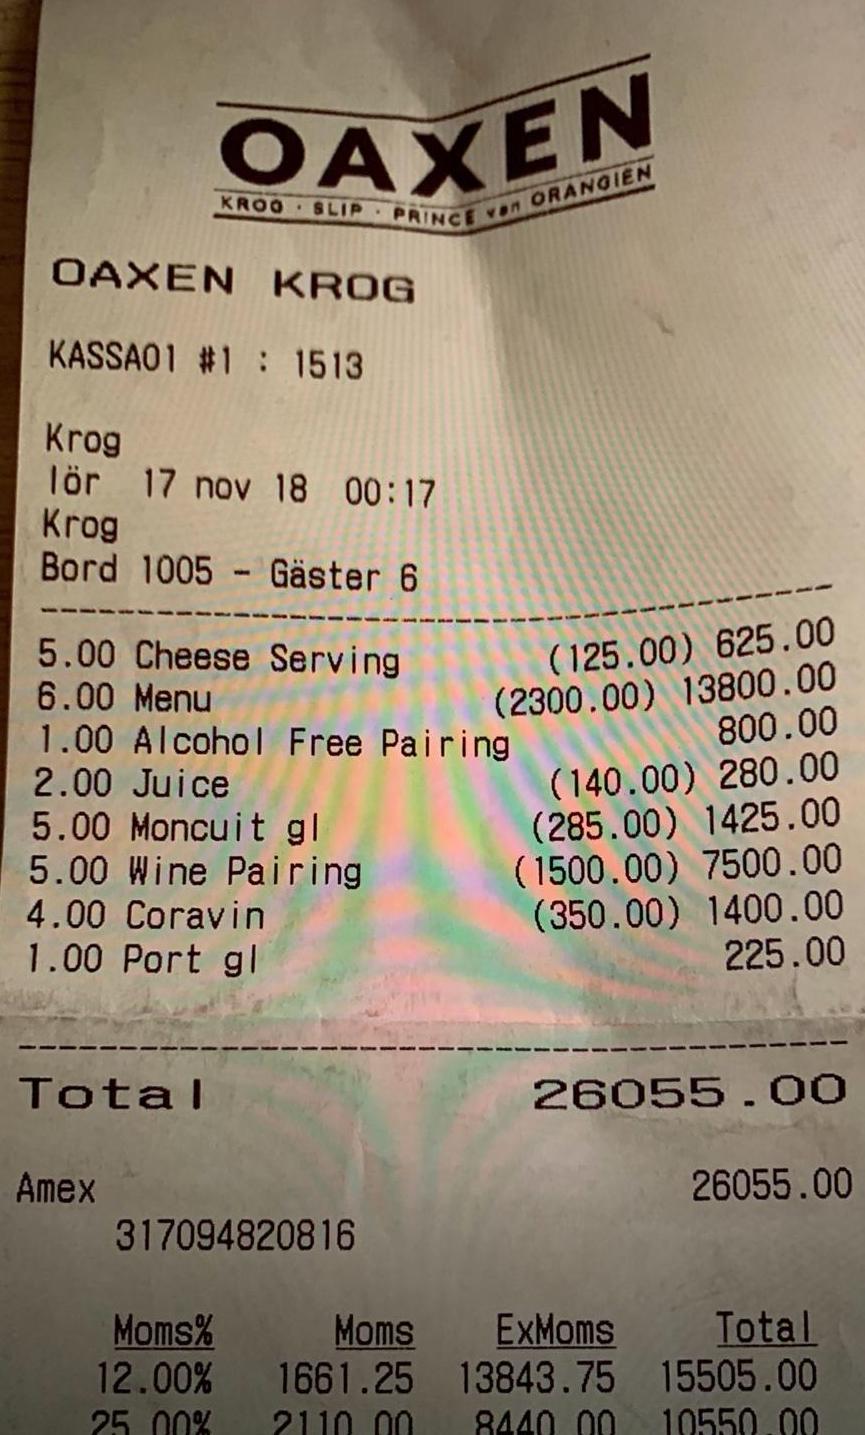 OAXEN
KROG · SLIP · PRINCE van ORANGIËN
OAXEN KROG
KASSA01 #1 : 1513
Krog
lör 17 nov 18 00:17
Krog
Bord 1005 - Gäster 6
5.00 Cheese Serving (125.00) 625.00
6.00 Menu (2300.00) 13800.00
1.00 Alcohol Free Pairing 800.00
2.00 Juice (140.00) 280.00
5.00 Moncuit gl (285.00) 1425.00
5.00 Wine Pairing (1500.00) 7500.00
4.00 Coravin (350.00) 1400.00
1.00 Port gl 225.00
Total 26055.00
Amex 26055.00
317094820816
Moms% Moms ExMoms Total
12.00% 1661.25 13843.75 15505.00
25.00% 2110.00 8440.00 10550.00